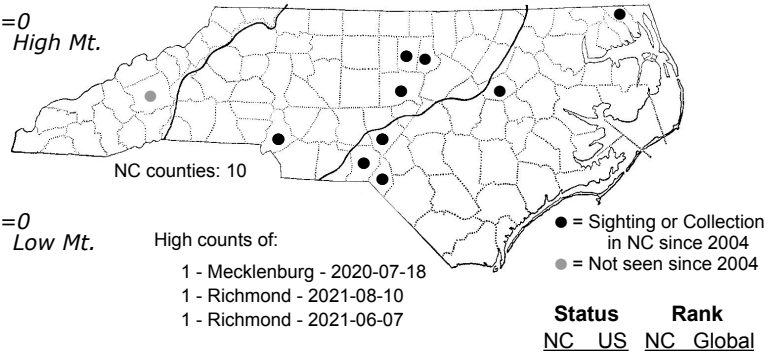 =0
High Mt.
NC counties: 10
=0
Low Mt.
High counts of:
1 - Mecklenburg - 2020-07-18
1 - Richmond - 2021-08-10
1 - Richmond - 2021-06-07
= Sighting or Collection
in NC since 2004
= Not seen since 2004
Status Rank
NC US NC Global